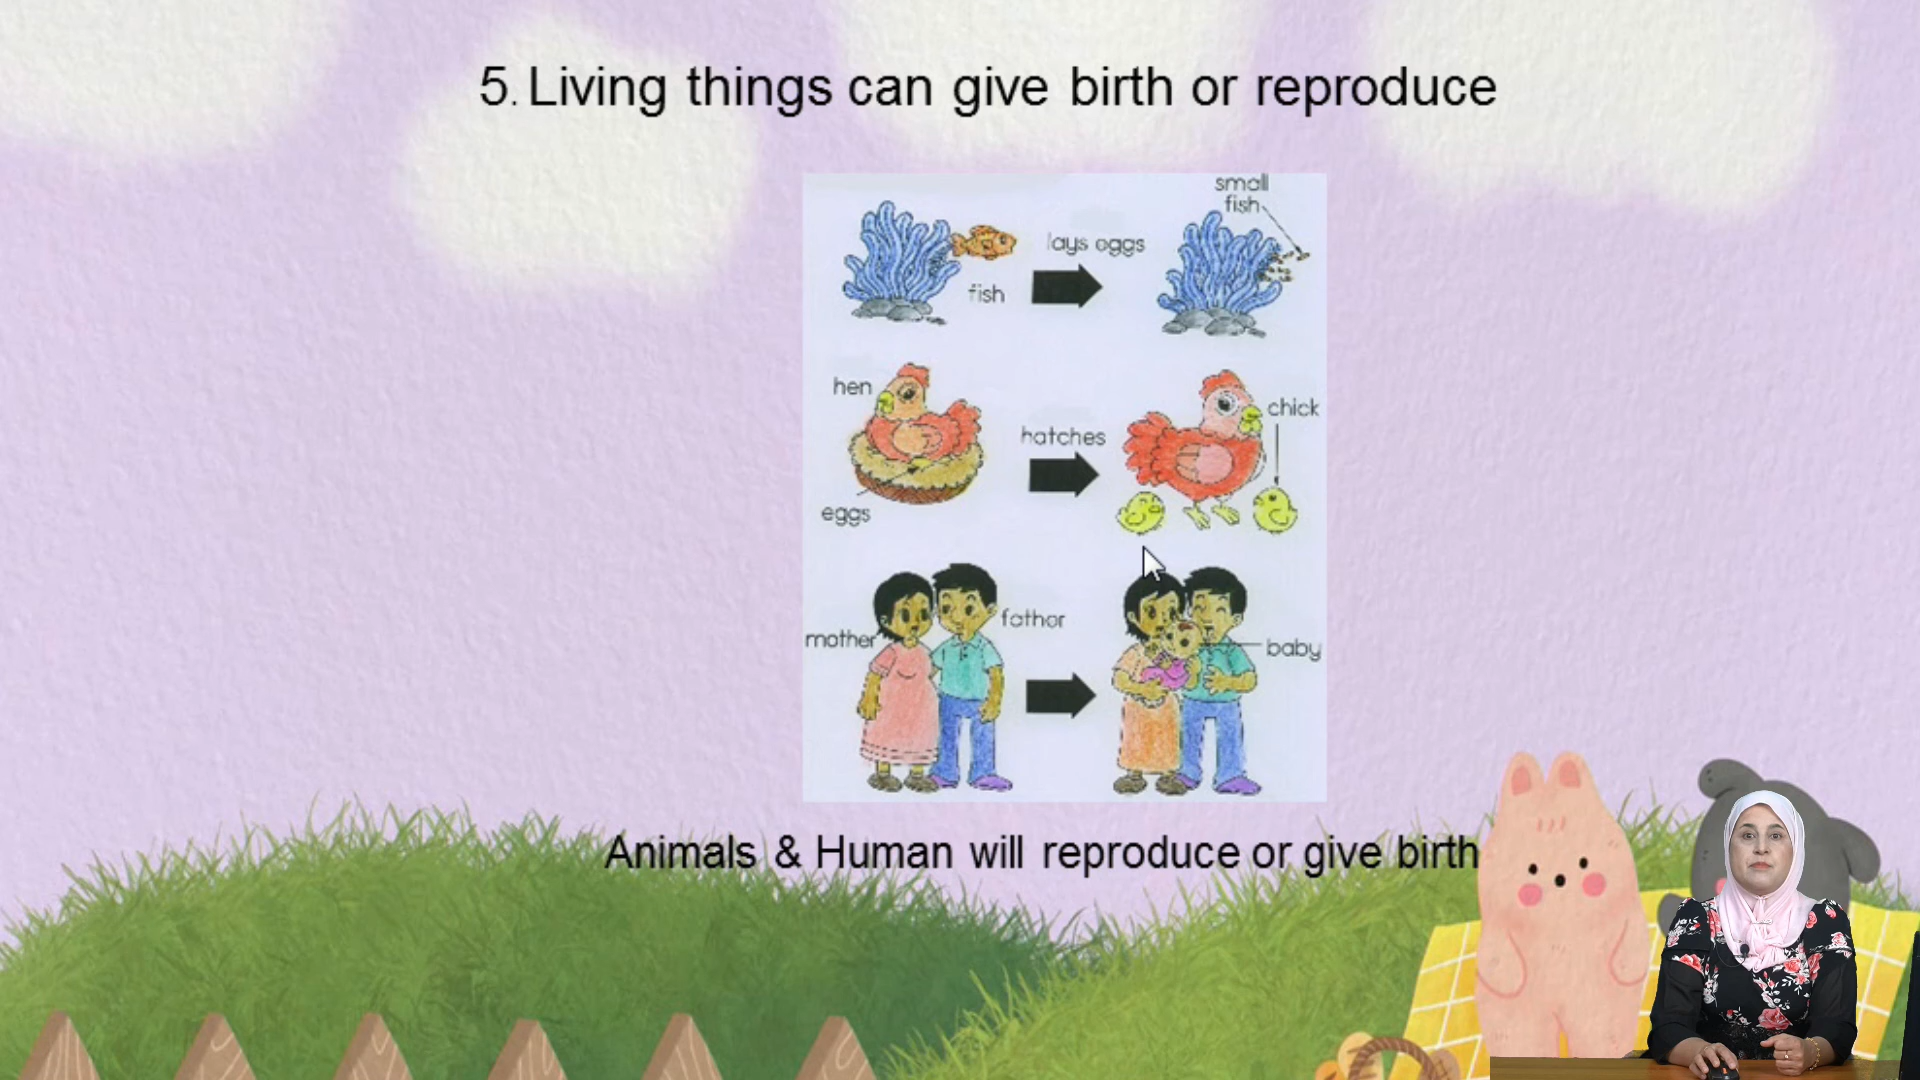 5. Living things can give birth or reproduce
small
fish
lays eggs
fish
hen
chick
hatches
eggs
father
mother
baby
Animals & Human will reproduce or give birth